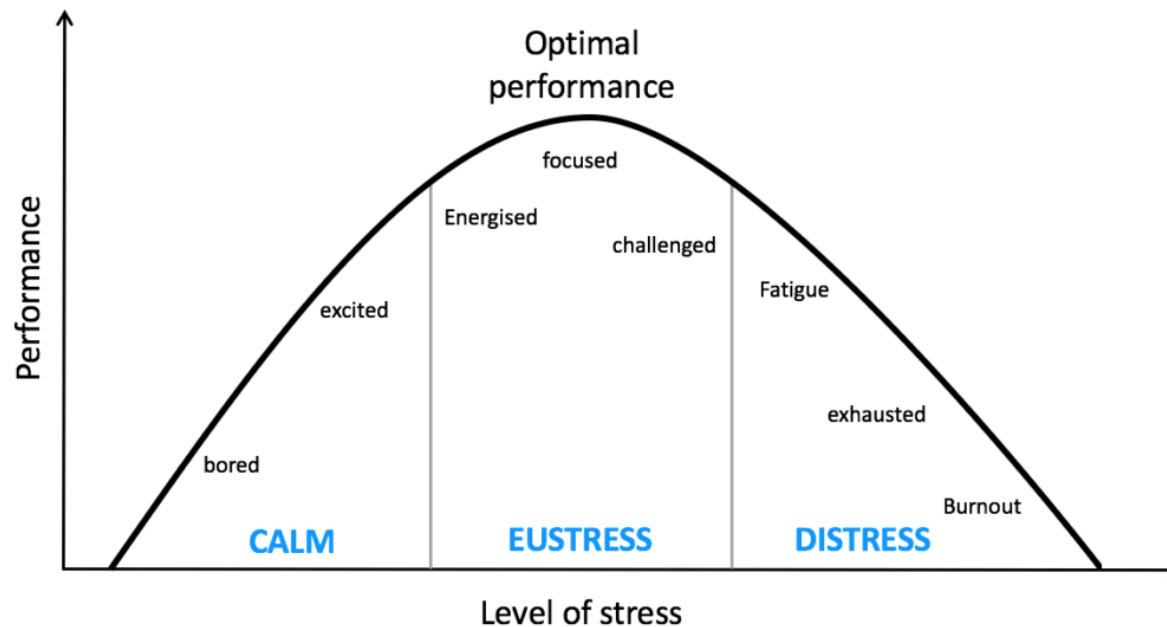 Optimal
performance
focused
Energised
challenged
Fatigue
excited
Performance
exhausted
bored
Burnout
CALM
EUSTRESS
DISTRESS
Level of stress